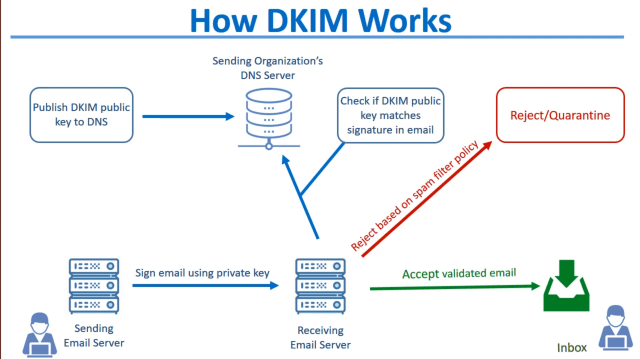 How DKIM Works
Sending Organization's
DNS Server
Publish DKIM public
key to DNS
Check if DKIM public
key matches
signature in email
Reject/Quarantine
Reject based on spam filter policy
Sign email using private key
Accept validated email
Sending
Email Server
Receiving
Email Server
Inbox